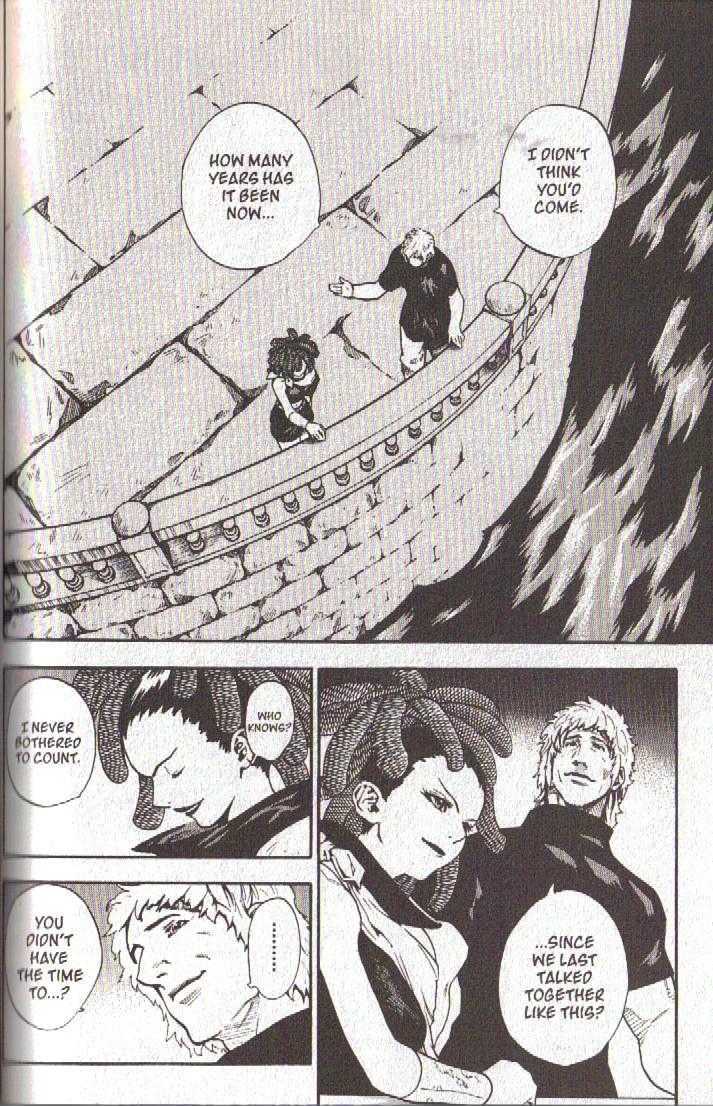 I DIDN'T
THINK
YOU'D
COME.
HOW MANY
YEARS HAS
IT BEEN
NOW...
...SINCE
WE LAST
TALKED
TOGETHER
LIKE THIS?
WHO
KNOWS?
I NEVER
BOTHERED
TO COUNT.
........
YOU
DIDN'T
HAVE
THE TIME
TO...?